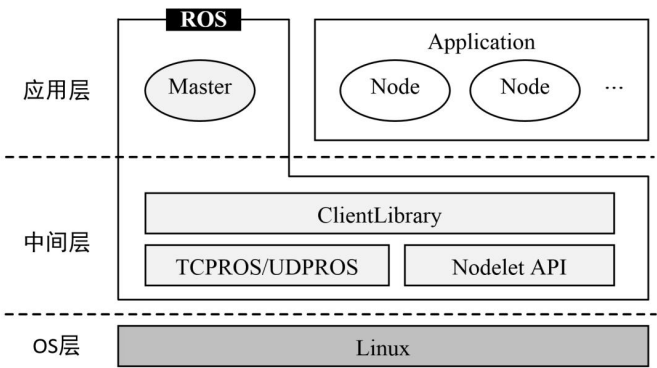 ROS
Application
应用层
Master
Node
Node
...
ClientLibrary
中间层
TCPROS/UDPROS
Nodelet API
OS层
Linux